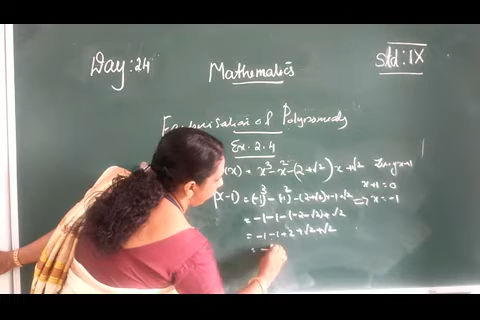 Day: 24
Mathematics
Std: IX
Factorisation of Polynomials
Ex. 2.4
(x) = x³ - x² - (2+√2)x + √2
x+1 = 0
(x-1) = (-1)³ - (-1)² - (2+√2)x-1+√2
⇒ x = -1
= -1-1-(-2-√2)+√2
= -1-1+2+√2+√2
= -